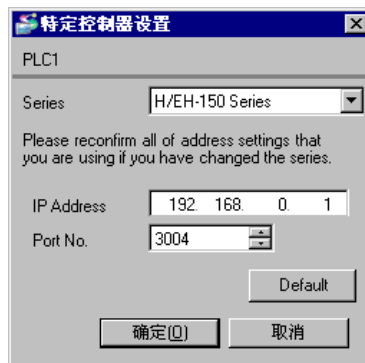 特定控制器设置
PLC1
Series H/EH-150 Series
Please reconfirm all of address settings that
you are using if you have changed the series.
IP Address 192. 168. 0. 1
Port No. 3004
Default
确定(O) 取消